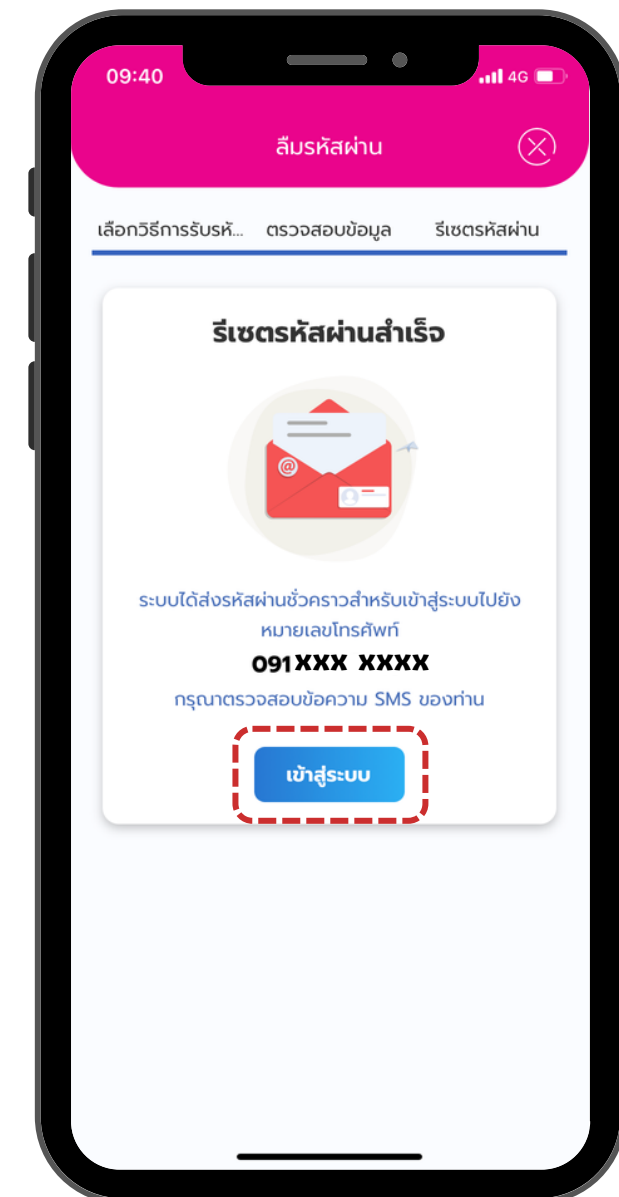 09:40
4G
ลืมรหัสผ่าน
เลือกวิธีการรับรหั... ตรวจสอบข้อมูล รีเซตรหัสผ่าน
รีเซตรหัสผ่านสำเร็จ
@
ระบบได้ส่งรหัสผ่านชั่วคราวสำหรับเข้าสู่ระบบไปยัง
หมายเลขโทรศัพท์
091XXX XXXX
กรุณาตรวจสอบข้อความ SMS ของท่าน
เข้าสู่ระบบ